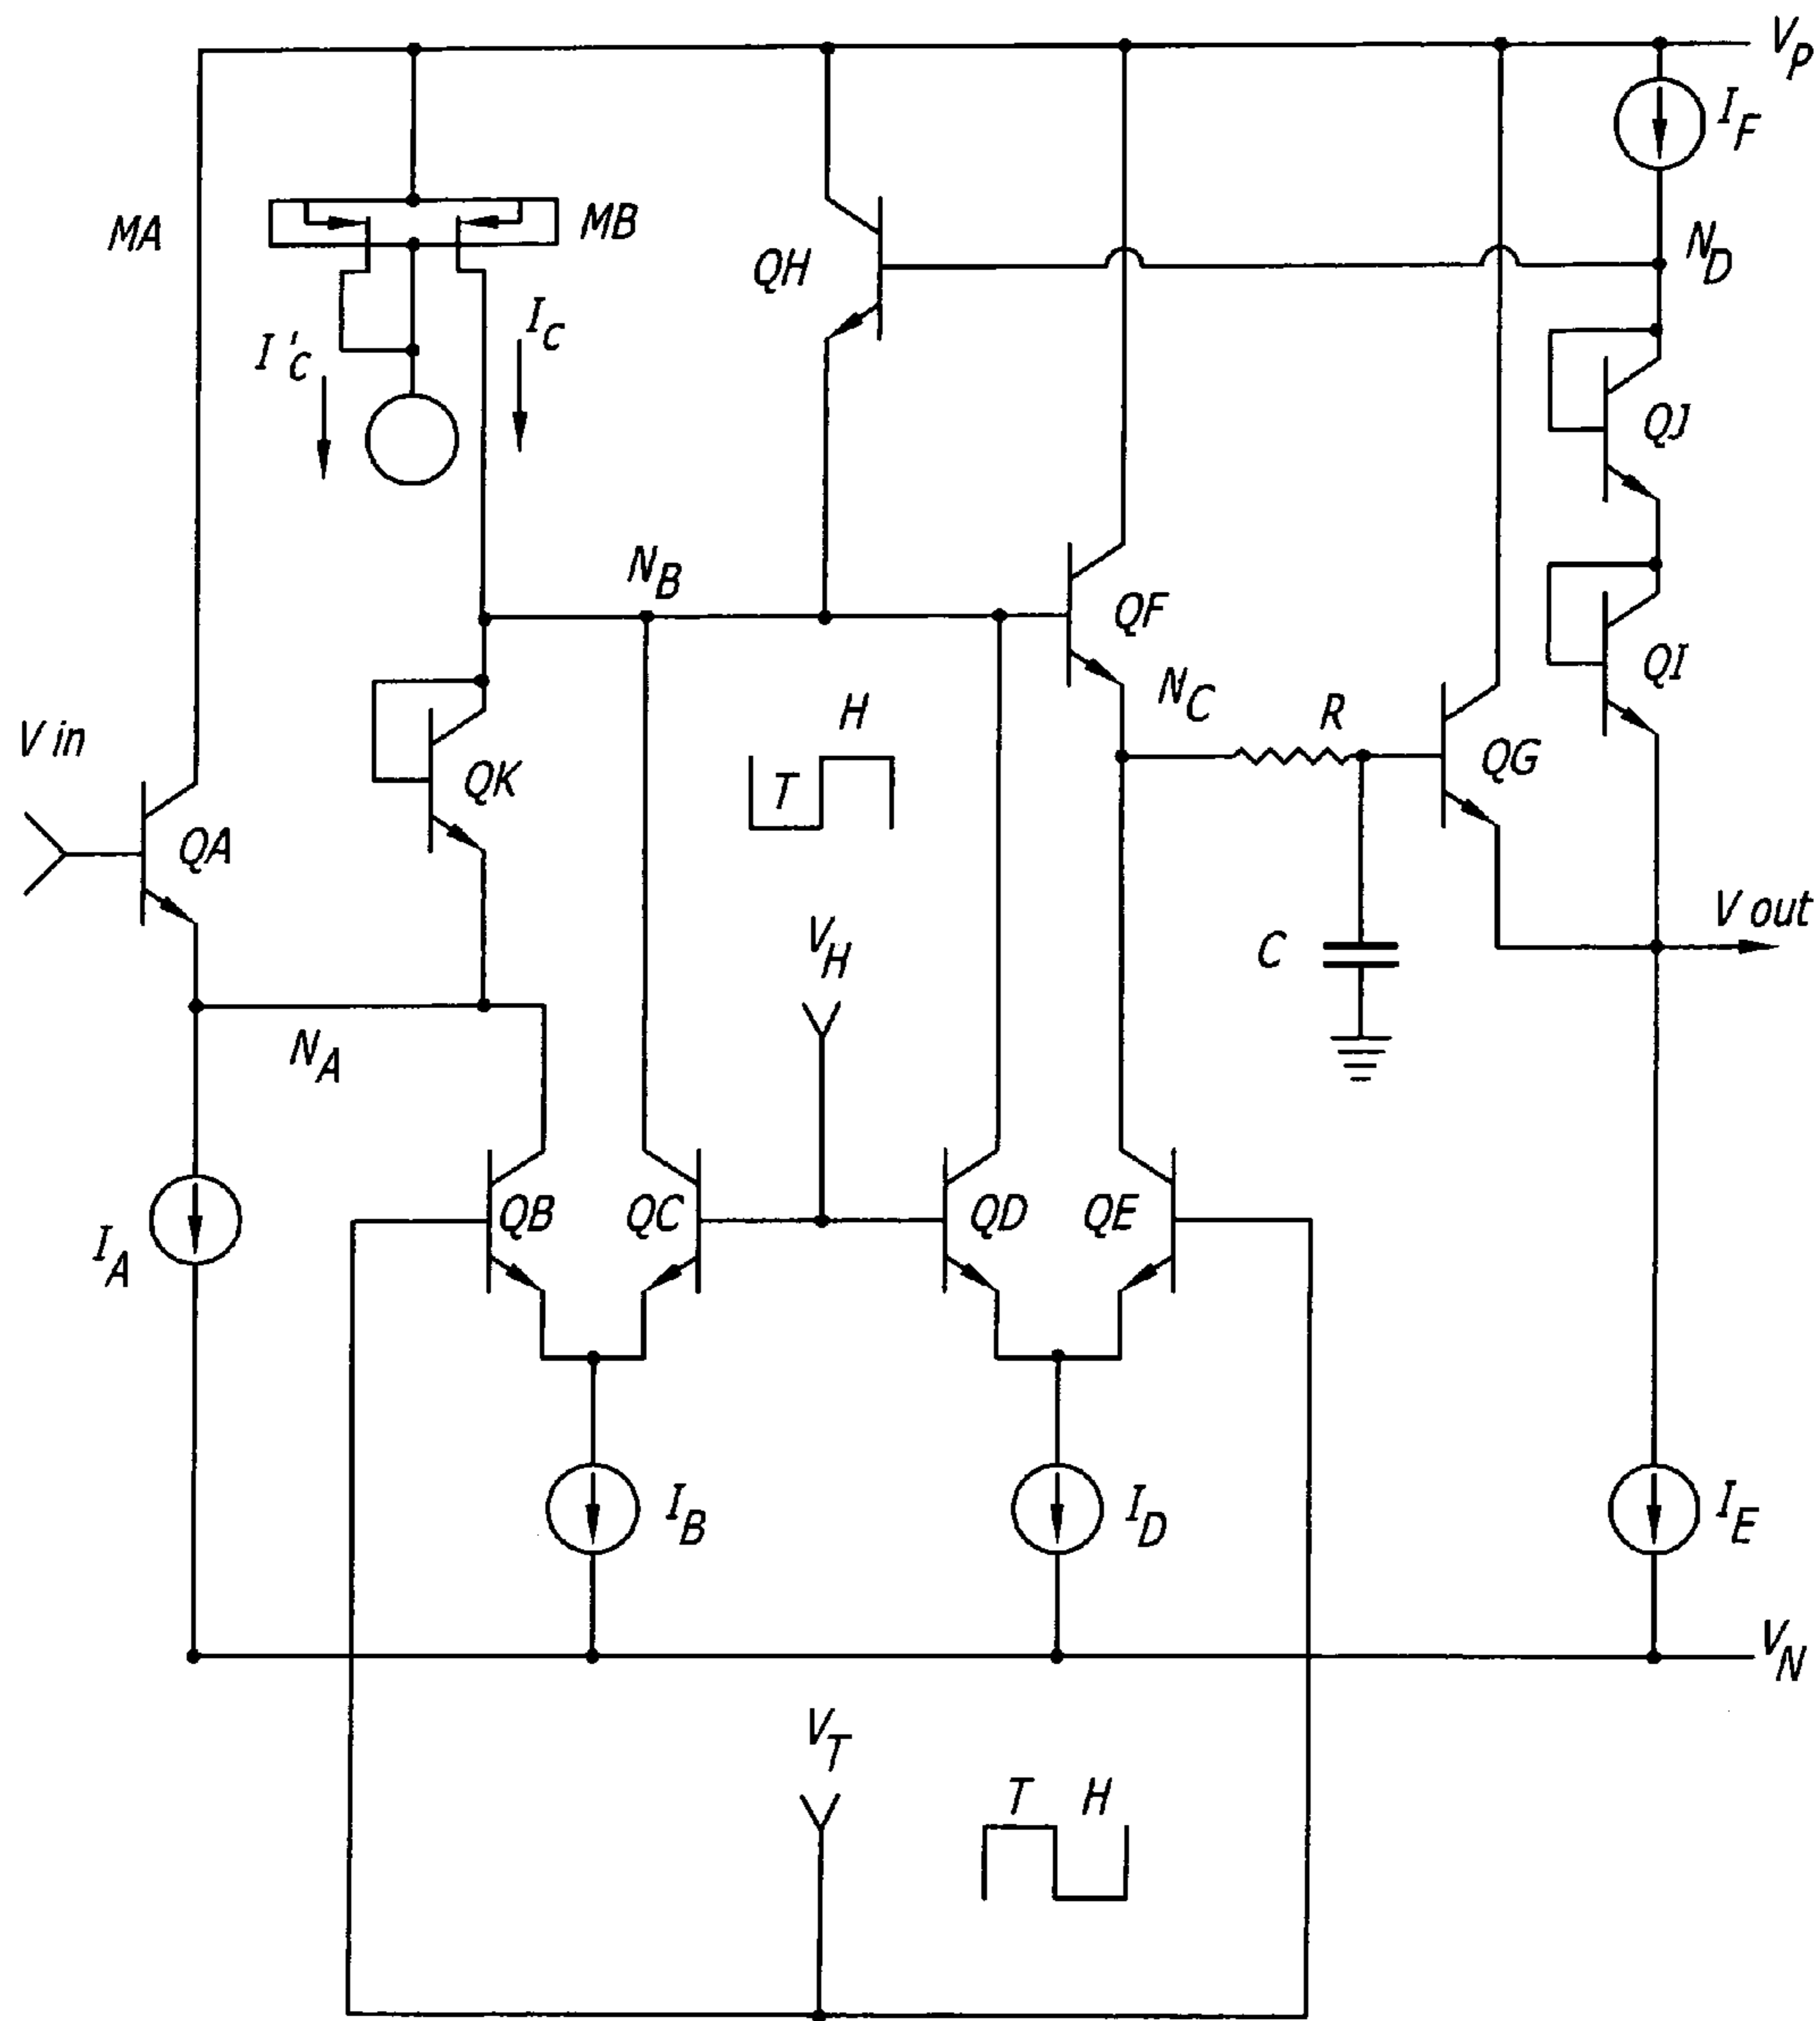 V_P
I_F
MA
MB
QH
N_D
I'_C
I_C
QJ
N_B
QF
QI
V in
H
N_C
R
QG
T
QK
QA
V_H
C
V out
N_A
QB
QC
QD
QE
I_A
I_B
I_D
I_E
V_N
V_T
T H